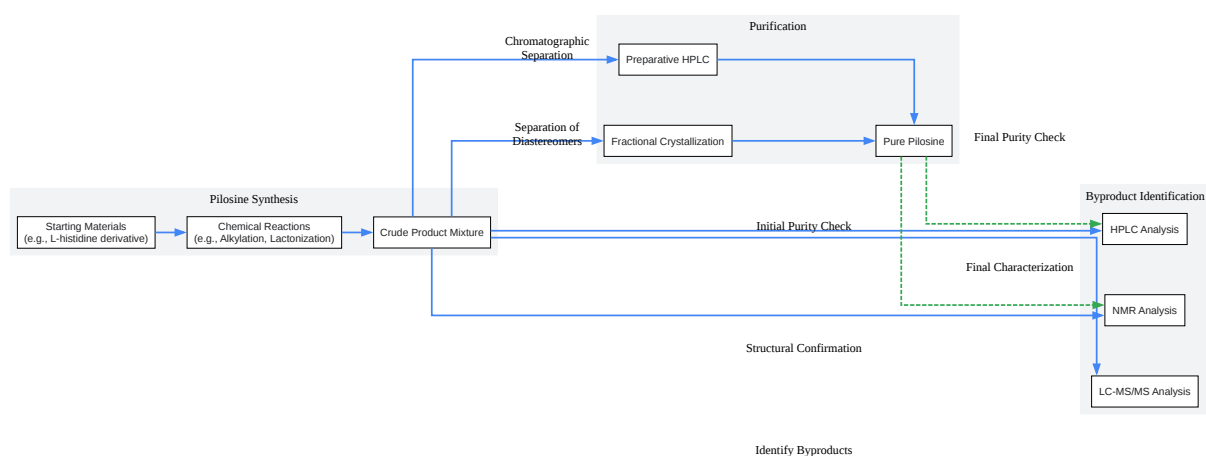 Purification
Chromatographic
Separation
Preparative HPLC
Separation of
Diastereomers
Fractional Crystallization
Pure Pilosine
Final Purity Check
Pilosine Synthesis
Starting Materials
(e.g., L-histidine derivative)
Chemical Reactions
(e.g., Alkylation, Lactonization)
Crude Product Mixture
Initial Purity Check
Byproduct Identification
HPLC Analysis
Final Characterization
NMR Analysis
Structural Confirmation
LC-MS/MS Analysis
Identify Byproducts